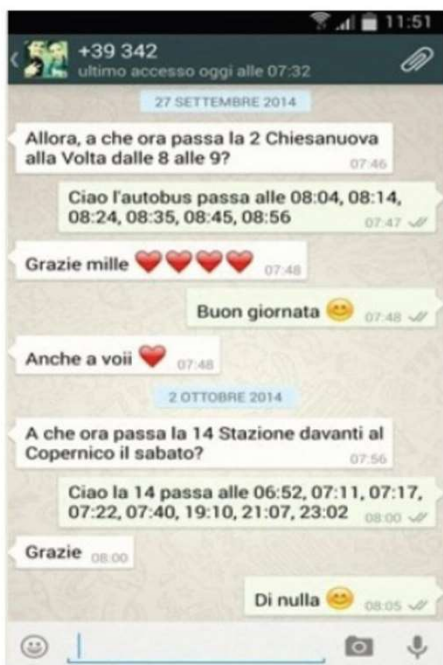 11:51
+39 342
ultimo accesso oggi alle 07:32
27 SETTEMBRE 2014
Allora, a che ora passa la 2 Chiesanuova
alla Volta dalle 8 alle 9?
07:46
Ciao l'autobus passa alle 08:04, 08:14,
08:24, 08:35, 08:45, 08:56
07:47
Grazie mille ❤❤❤❤ 07:48
Buon giornata 😊 07:48
Anche a voii ❤ 07:48
2 OTTOBRE 2014
A che ora passa la 14 Stazione davanti al
Copernico il sabato?
07:56
Ciao la 14 passa alle 06:52, 07:11, 07:17,
07:22, 07:40, 19:10, 21:07, 23:02 08:00
Grazie 08:00
Di nulla 😊 08:05